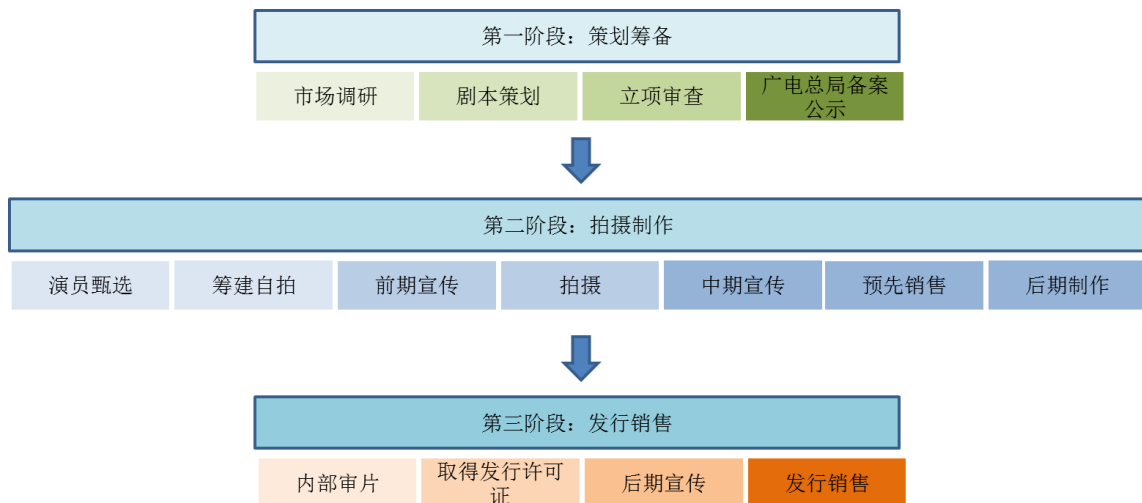 第一阶段：策划筹备
市场调研
剧本策划
立项审查
广电总局备案
公示
第二阶段：拍摄制作
演员甄选
筹建自拍
前期宣传
拍摄
中期宣传
预先销售
后期制作
第三阶段：发行销售
内部审片
取得发行许可
证
后期宣传
发行销售